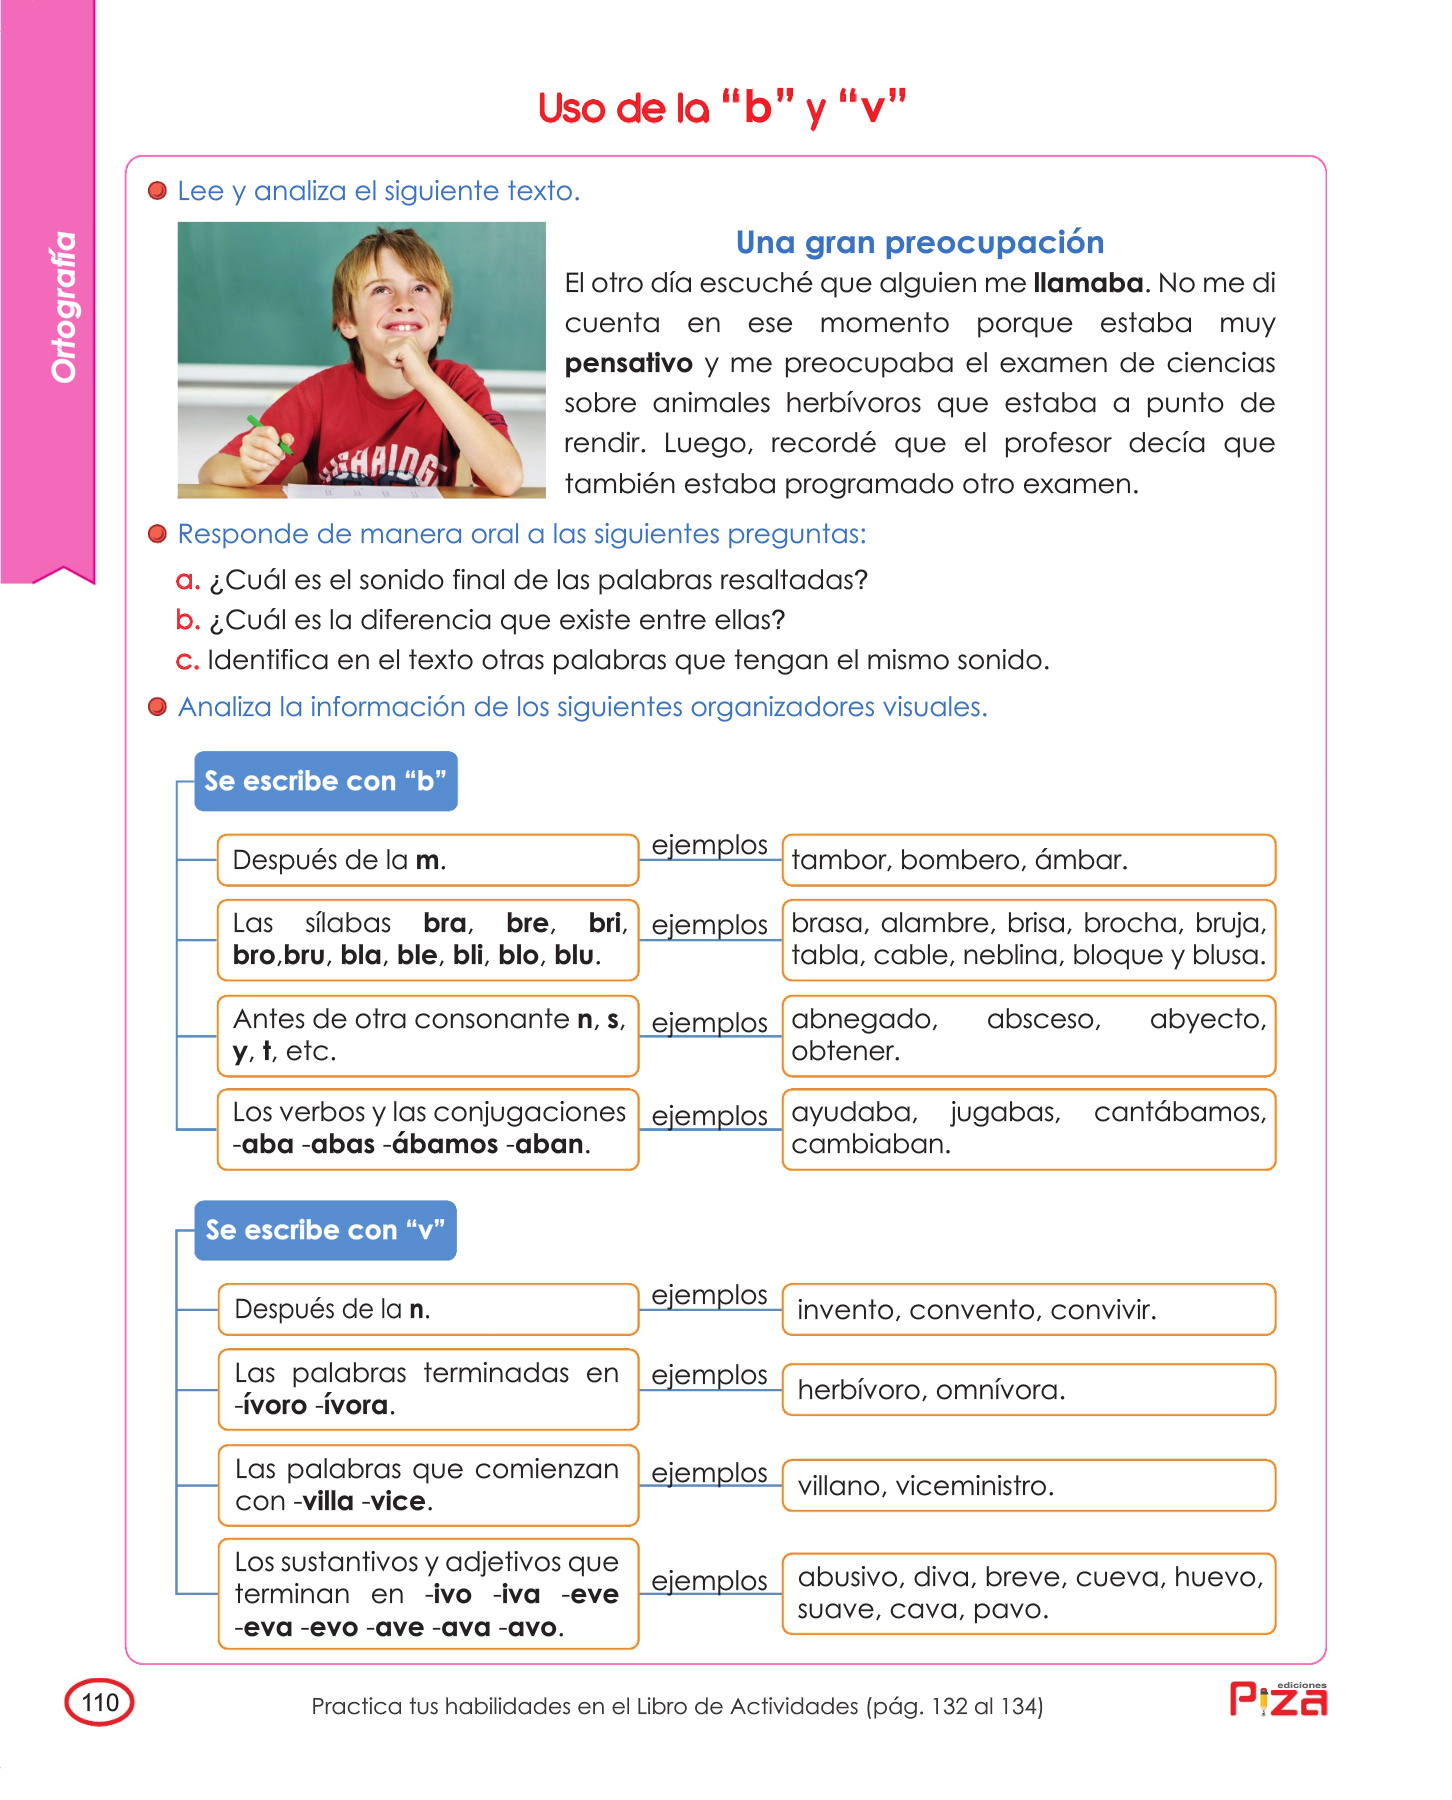 Ortografía
Uso de la “b” y “v”
Lee y analiza el siguiente texto.
Una gran preocupación
El otro día escuché que alguien me llamaba. No me di
cuenta en ese momento porque estaba muy
pensativo y me preocupaba el examen de ciencias
sobre animales herbívoros que estaba a punto de
rendir. Luego, recordé que el profesor decía que
también estaba programado otro examen.
Responde de manera oral a las siguientes preguntas:
a. ¿Cuál es el sonido final de las palabras resaltadas?
b. ¿Cuál es la diferencia que existe entre ellas?
c. Identifica en el texto otras palabras que tengan el mismo sonido.
Analiza la información de los siguientes organizadores visuales.
Se escribe con “b”
Después de la m.
ejemplos
tambor, bombero, ámbar.
Las sílabas bra, bre, bri,
bro,bru, bla, ble, bli, blo, blu.
ejemplos
brasa, alambre, brisa, brocha, bruja,
tabla, cable, neblina, bloque y blusa.
Antes de otra consonante n, s,
y, t, etc.
ejemplos
abnegado, absceso, abyecto,
obtener.
Los verbos y las conjugaciones
-aba -abas -ábamos -aban.
ejemplos
ayudaba, jugabas, cantábamos,
cambiaban.
Se escribe con “v”
Después de la n.
ejemplos
invento, convento, convivir.
Las palabras terminadas en
-ívoro -ívora.
ejemplos
herbívoro, omnívora.
Las palabras que comienzan
con -villa -vice.
ejemplos
villano, viceministro.
Los sustantivos y adjetivos que
terminan en -ivo -iva -eve
-eva -evo -ave -ava -avo.
ejemplos
abusivo, diva, breve, cueva, huevo,
suave, cava, pavo.
110
Practica tus habilidades en el Libro de Actividades (pág. 132 al 134)
ediciones
Piza